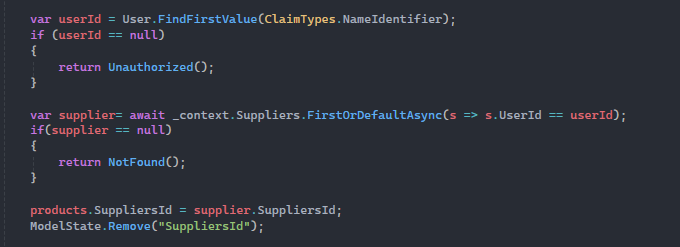 var userId = User.FindFirstValue(ClaimTypes.NameIdentifier);
if (userId == null)
{
    return Unauthorized();
}

var supplier= await _context.Suppliers.FirstOrDefaultAsync(s => s.UserId == userId);
if(supplier == null)
{
    return NotFound();
}

products.SuppliersId = supplier.SuppliersId;
ModelState.Remove("SuppliersId");